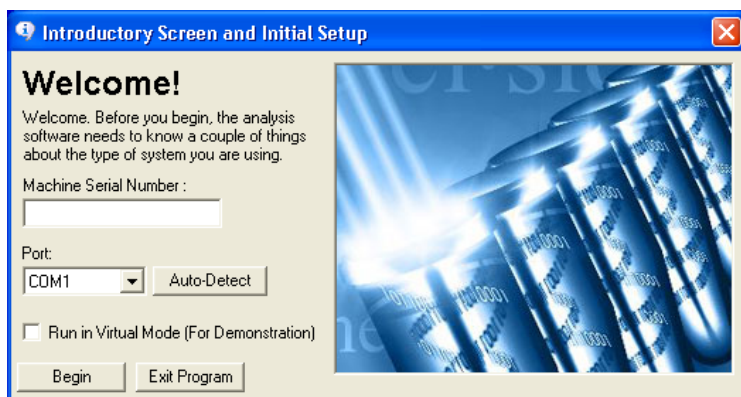 Introductory Screen and Initial Setup
Welcome!
Welcome. Before you begin, the analysis
software needs to know a couple of things
about the type of system you are using.
Machine Serial Number :
Port:
COM1
Auto-Detect
Run in Virtual Mode (For Demonstration)
Begin
Exit Program